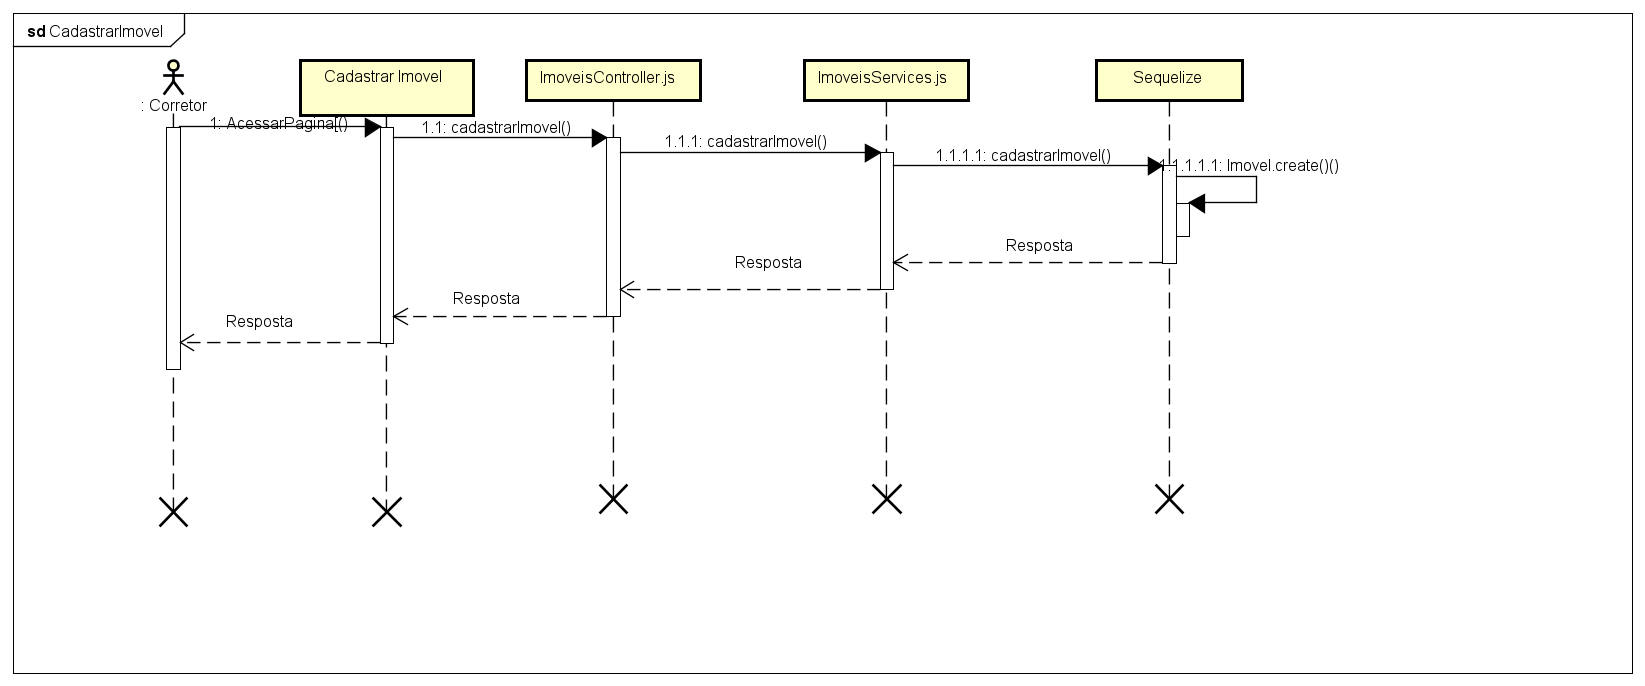 sd CadastrarImovel
: Corretor
Cadastrar Imovel
ImoveisController.js
ImoveisServices.js
Sequelize
1: AcessarPagina[()
1.1: cadastrarImovel()
1.1.1: cadastrarImovel()
1.1.1.1: cadastrarImovel()
1.1.1.1.1: Imovel.create()()
Resposta
Resposta
Resposta
Resposta